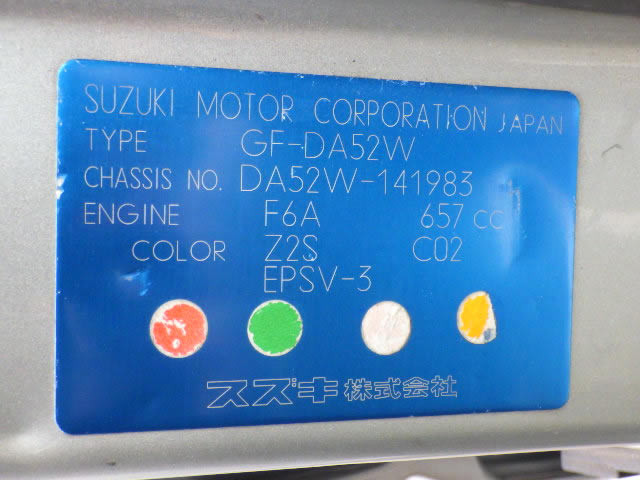 SUZUKI MOTOR CORPORATION JAPAN
TYPE GF-DA52W
CHASSIS NO. DA52W-141983
ENGINE F6A 657 cc
COLOR Z2S C02
EPSV-3
スズキ株式会社